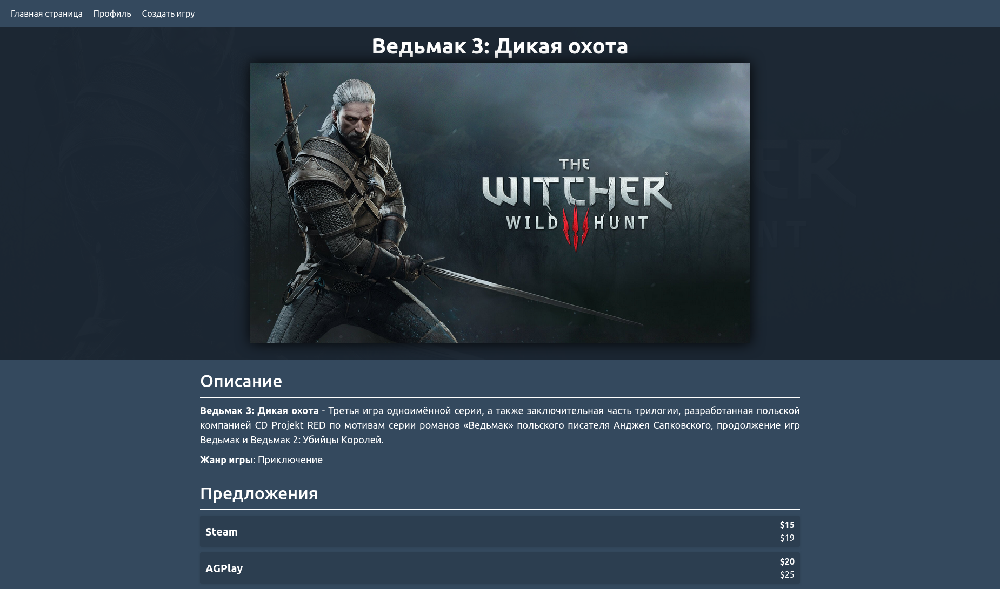 Главная страница Профиль Создать игру
Ведьмак 3: Дикая охота
THE
WITCHER®
WILD HUNT
Описание
Ведьмак 3: Дикая охота - Третья игра одноимённой серии, а также заключительная часть трилогии, разработанная польской
компанией CD Projekt RED по мотивам серии романов «Ведьмак» польского писателя Анджея Сапковского, продолжение игр
Ведьмак и Ведьмак 2: Убийцы Королей.
Жанр игры: Приключение
Предложения
Steam $15
$19
AGPlay $20
$25